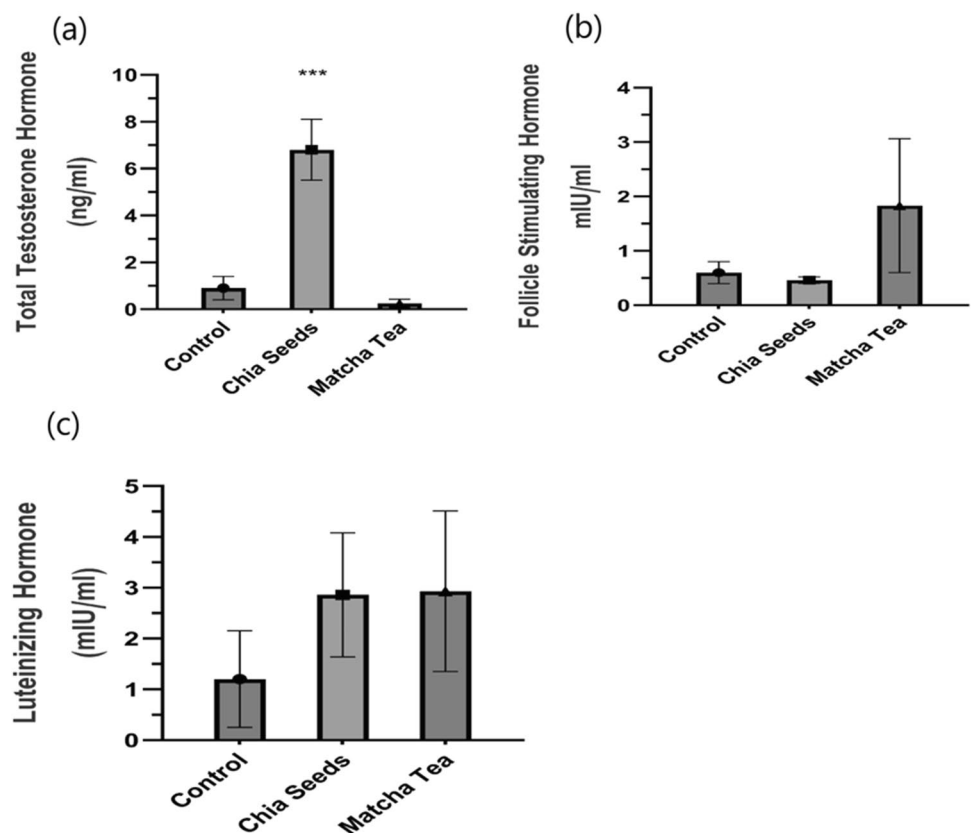 (a)
Total Testosterone Hormone
(ng/ml)
10
8
6
4
2
0
***
Control
Chia Seeds
Matcha Tea
(b)
Follicle Stimulating Hormone
mIU/ml
4
3
2
1
0
Control
Chia Seeds
Matcha Tea
(c)
Luteinizing Hormone
(mIU/ml)
5
4
3
2
1
0
Control
Chia Seeds
Matcha Tea